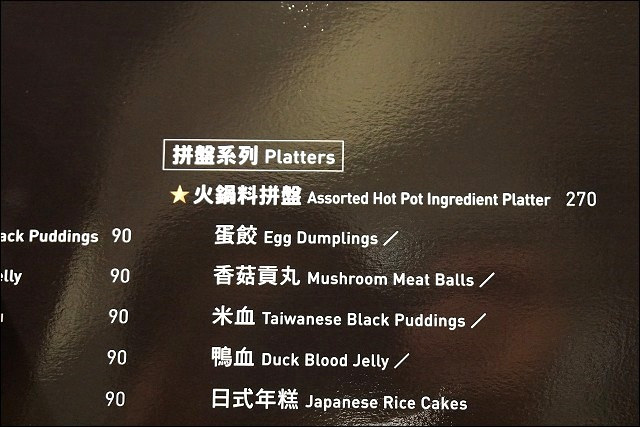 拼盤系列 Platters
★火鍋料拼盤 Assorted Hot Pot Ingredient Platter 270
ack Puddings 90
蛋餃 Egg Dumplings ／
elly 90
香菇貢丸 Mushroom Meat Balls ／
90
米血 Taiwanese Black Puddings ／
90
鴨血 Duck Blood Jelly ／
90
日式年糕 Japanese Rice Cakes